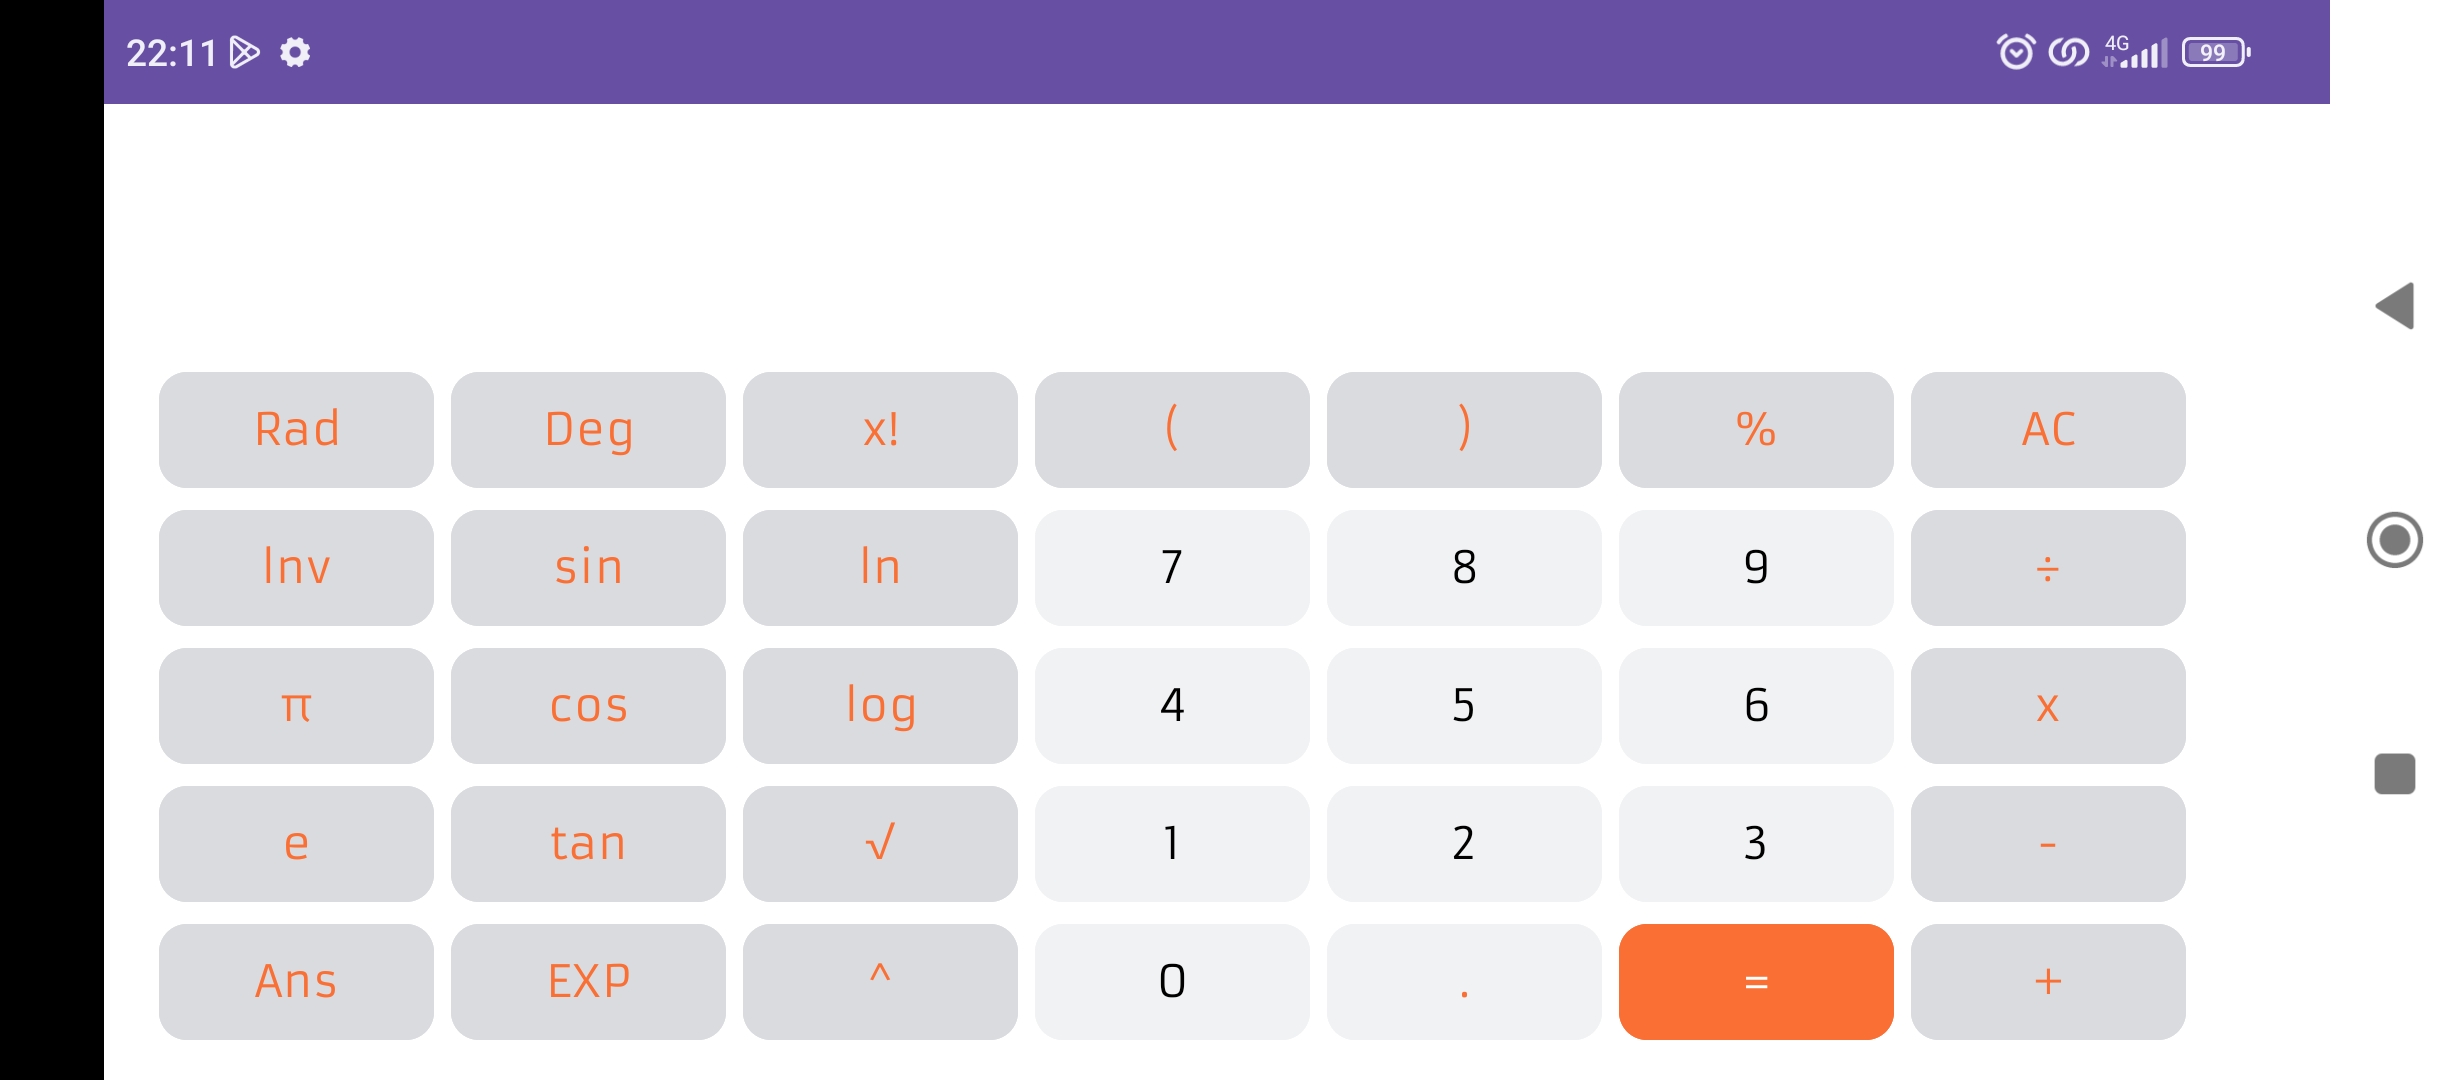 22:11 4G 99
Rad Deg x! ( ) % AC
Inv sin ln 7 8 9 ÷
π cos log 4 5 6 x
e tan √ 1 2 3 -
Ans EXP ^ 0 . = +